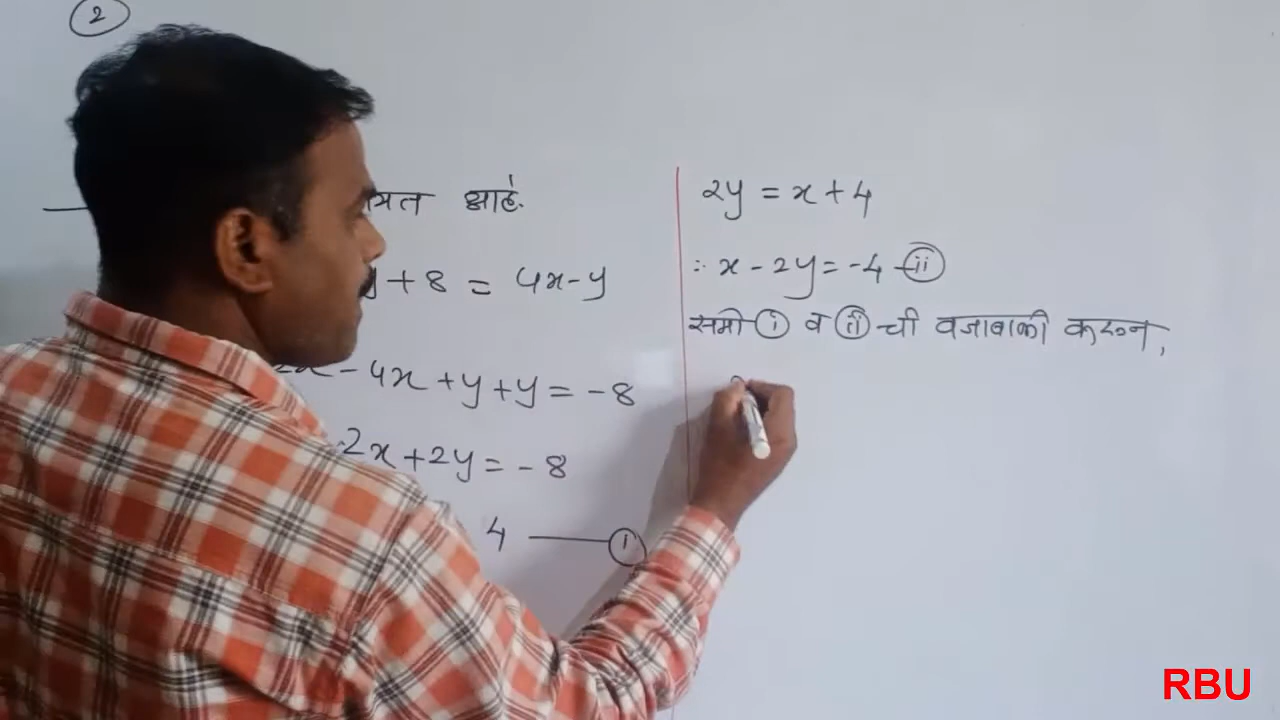 2
आहे.
y + 8 = 4x - y
- 4x + y + y = - 8
2x + 2y = - 8
4 — i
2y = x + 4
∴ x - 2y = -4 - ii
समी i व ii ची वजाबाकी करून,
RBU